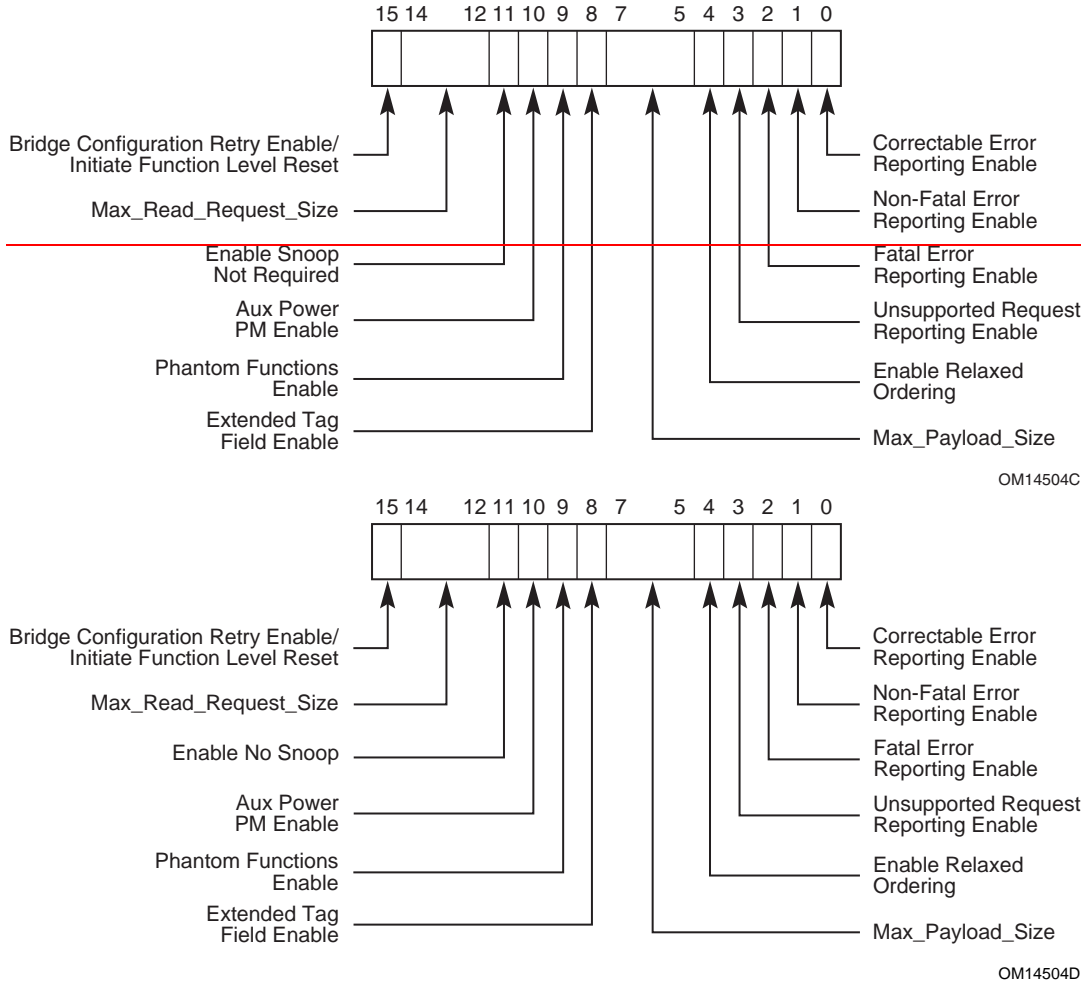 15 14 12 11 10 9 8 7 5 4 3 2 1 0
Bridge Configuration Retry Enable/
Initiate Function Level Reset
Max_Read_Request_Size
Enable Snoop
Not Required
Aux Power
PM Enable
Phantom Functions
Enable
Extended Tag
Field Enable
Correctable Error
Reporting Enable
Non-Fatal Error
Reporting Enable
Fatal Error
Reporting Enable
Unsupported Request
Reporting Enable
Enable Relaxed
Ordering
Max_Payload_Size
OM14504C
15 14 12 11 10 9 8 7 5 4 3 2 1 0
Bridge Configuration Retry Enable/
Initiate Function Level Reset
Max_Read_Request_Size
Enable No Snoop
Aux Power
PM Enable
Phantom Functions
Enable
Extended Tag
Field Enable
Correctable Error
Reporting Enable
Non-Fatal Error
Reporting Enable
Fatal Error
Reporting Enable
Unsupported Request
Reporting Enable
Enable Relaxed
Ordering
Max_Payload_Size
OM14504D